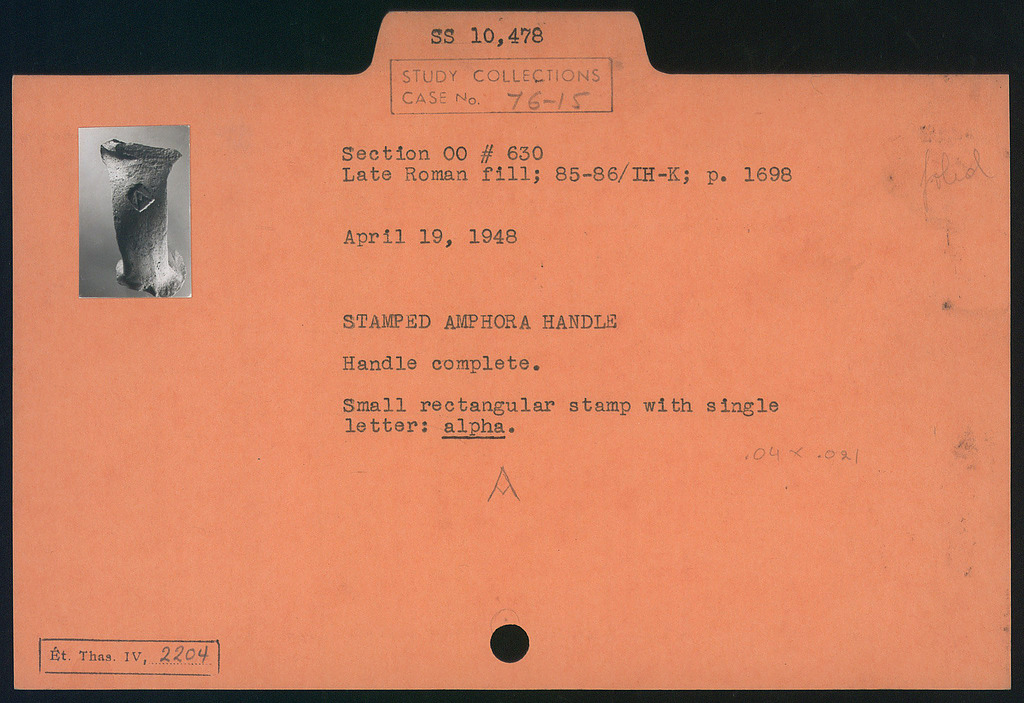 SS 10,478
STUDY COLLECTIONS
CASE No. 76-15
Section OO # 630
Late Roman fill; 85-86/IH-K; p. 1698
April 19, 1948
STAMPED AMPHORA HANDLE
Handle complete.
Small rectangular stamp with single
letter: alpha.
.04 x .021
Α
Ét. Thas. IV, 2204